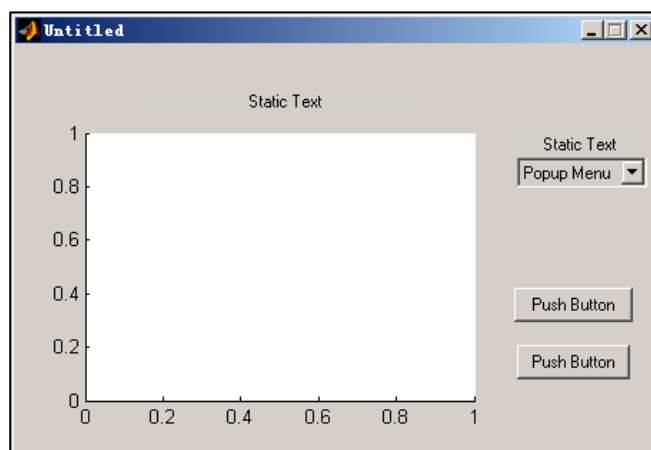 Untitled
Static Text
1
0.8
0.6
0.4
0.2
0
0 0.2 0.4 0.6 0.8 1
Static Text
Popup Menu
Push Button
Push Button